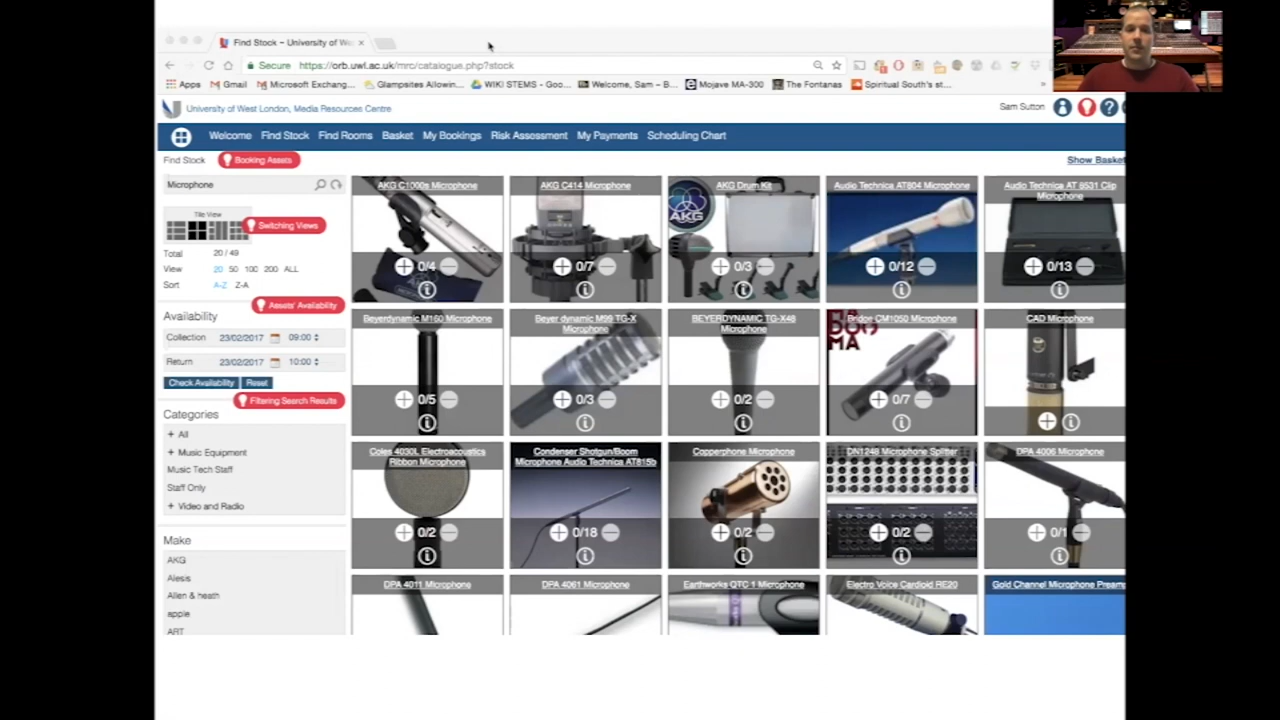 Find Stock – University of We
Secure https://orb.uwl.ac.uk/mrc/catalogue.php?stock
Apps Gmail Microsoft Exchang... Glampsites Allowin... WIKI STEMS - Goo... Welcome, Sam – B... Mojave MA-300 The Fontanas Spiritual South's st...
University of West London, Media Resources Centre
Sam Sutton
Welcome Find Stock Find Rooms Basket My Bookings Risk Assessment My Payments Scheduling Chart
Find Stock Booking Assets
Show Basket
Microphone
Tile View
Switching Views
Total 20 / 49
View 20 50 100 200 ALL
Sort A-Z Z-A
Assets' Availability
Availability
Collection 23/02/2017 09:00
Return 23/02/2017 10:00
Check Availability Reset
Filtering Search Results
Categories
+ All
+ Music Equipment
Music Tech Staff
Staff Only
+ Video and Radio
Make
AKG
Alesis
Allen & heath
apple
ART
AKG C1000s Microphone
0/4
AKG C414 Microphone
0/7
AKG Drum Kit
AKG
0/3
Audio Technica AT804 Microphone
0/12
Audio Technica AT 8531 Clip
Microphone
0/13
Beyerdynamic M160 Microphone
0/5
Beyer dynamic M99 TG-X
Microphone
0/3
BEYERDYNAMIC TG-X48
Microphone
0/2
Bridge CM1050 Microphone
MA
0/7
CAD Microphone
Coles 4030L Electroacoustics
Ribbon Microphone
0/2
Condenser Shotgun/Boom
Microphone Audio Technica AT815b
0/18
Copperphone Microphone
0/2
DN1248 Microphone Splitter
0/2
DPA 4006 Microphone
0/1
DPA 4011 Microphone
DPA 4061 Microphone
Earthworks QTC 1 Microphone
Electro Voice Cardioid RE20
Gold Channel Microphone Preamp